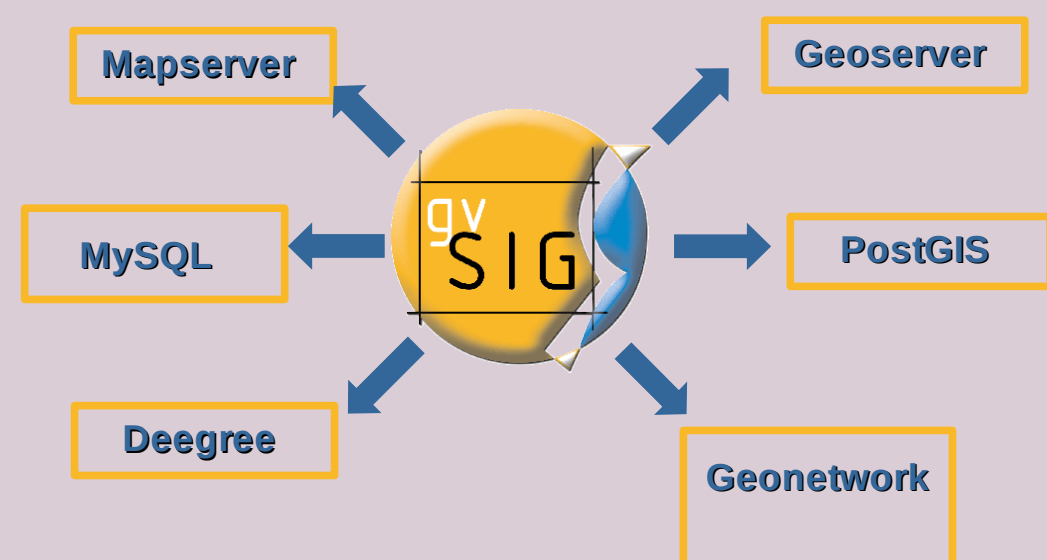 Mapserver
Geoserver
gv
SIG
MySQL
PostGIS
Deegree
Geonetwork